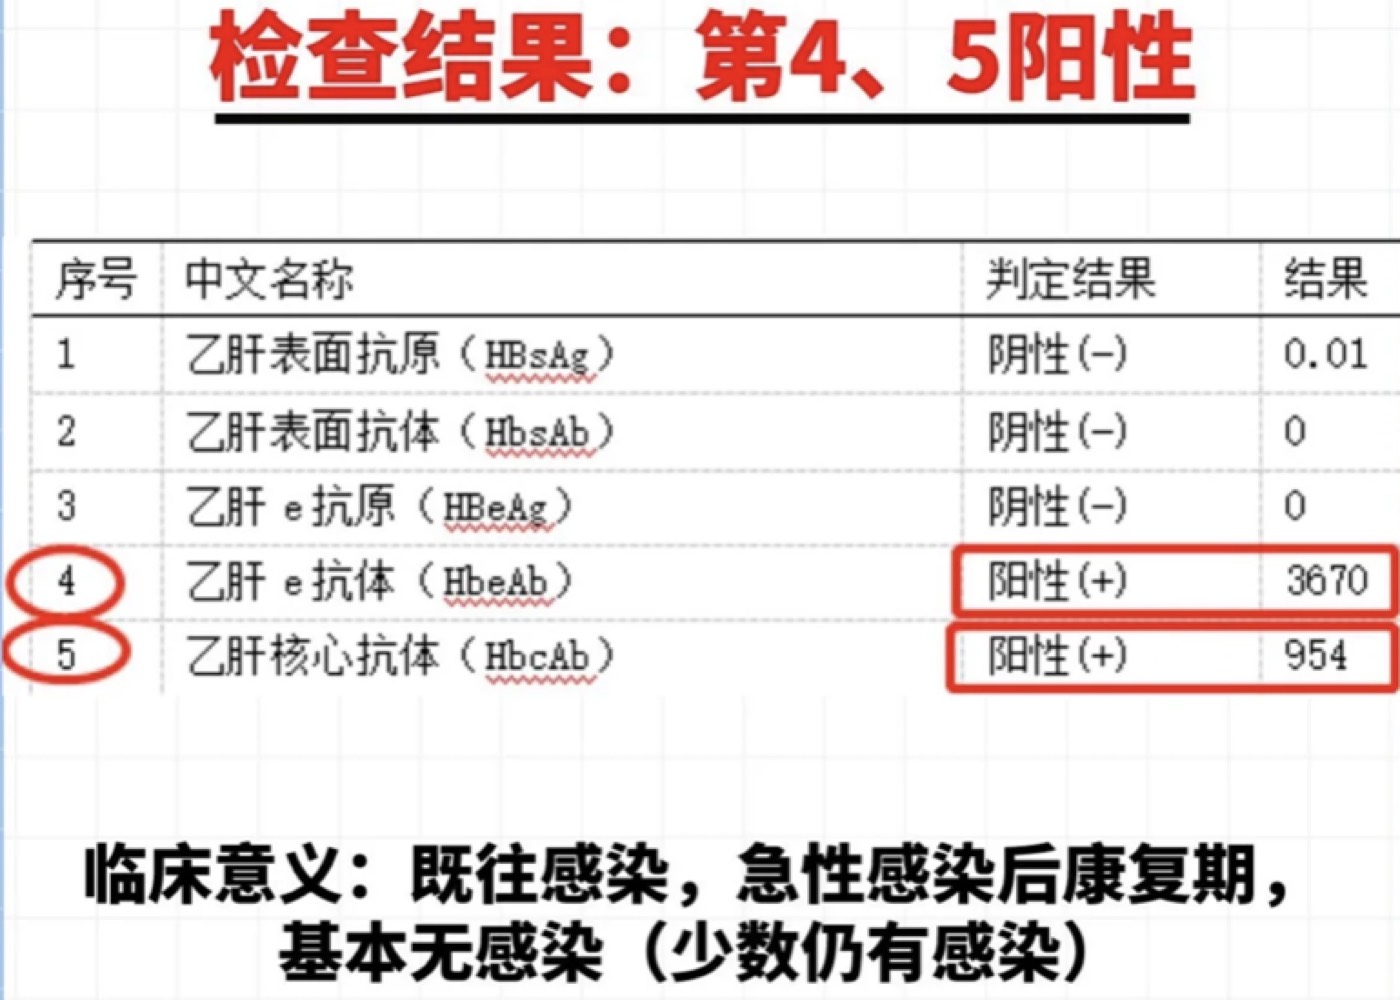 检查结果：第4、5阳性
序号 中文名称 判定结果 结果
1 乙肝表面抗原（HBsAg） 阴性(−) 0.01
2 乙肝表面抗体（HbsAb） 阴性(−) 0
3 乙肝 e 抗原（HBeAg） 阴性(−) 0
4 乙肝 e 抗体（HbeAb） 阳性(+) 3670
5 乙肝核心抗体（HbcAb） 阳性(+) 954
临床意义：既往感染，急性感染后康复期，
基本无感染（少数仍有感染）